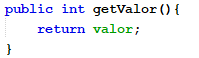 public int getValor(){
    return valor;
}